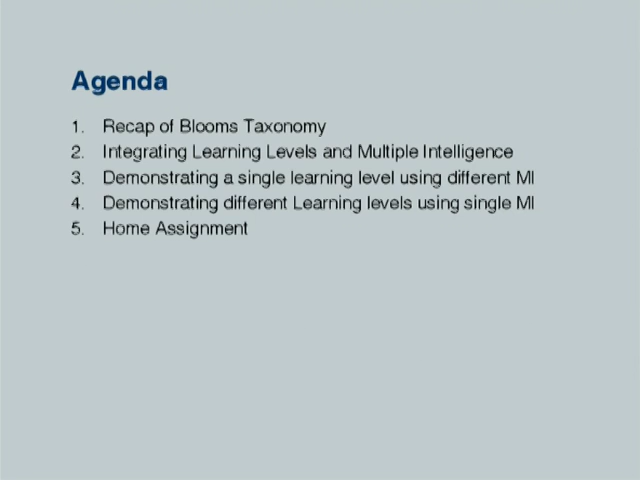 Agenda
1. Recap of Blooms Taxonomy
2. Integrating Learning Levels and Multiple Intelligence
3. Demonstrating a single learning level using different MI
4. Demonstrating different Learning levels using single MI
5. Home Assignment